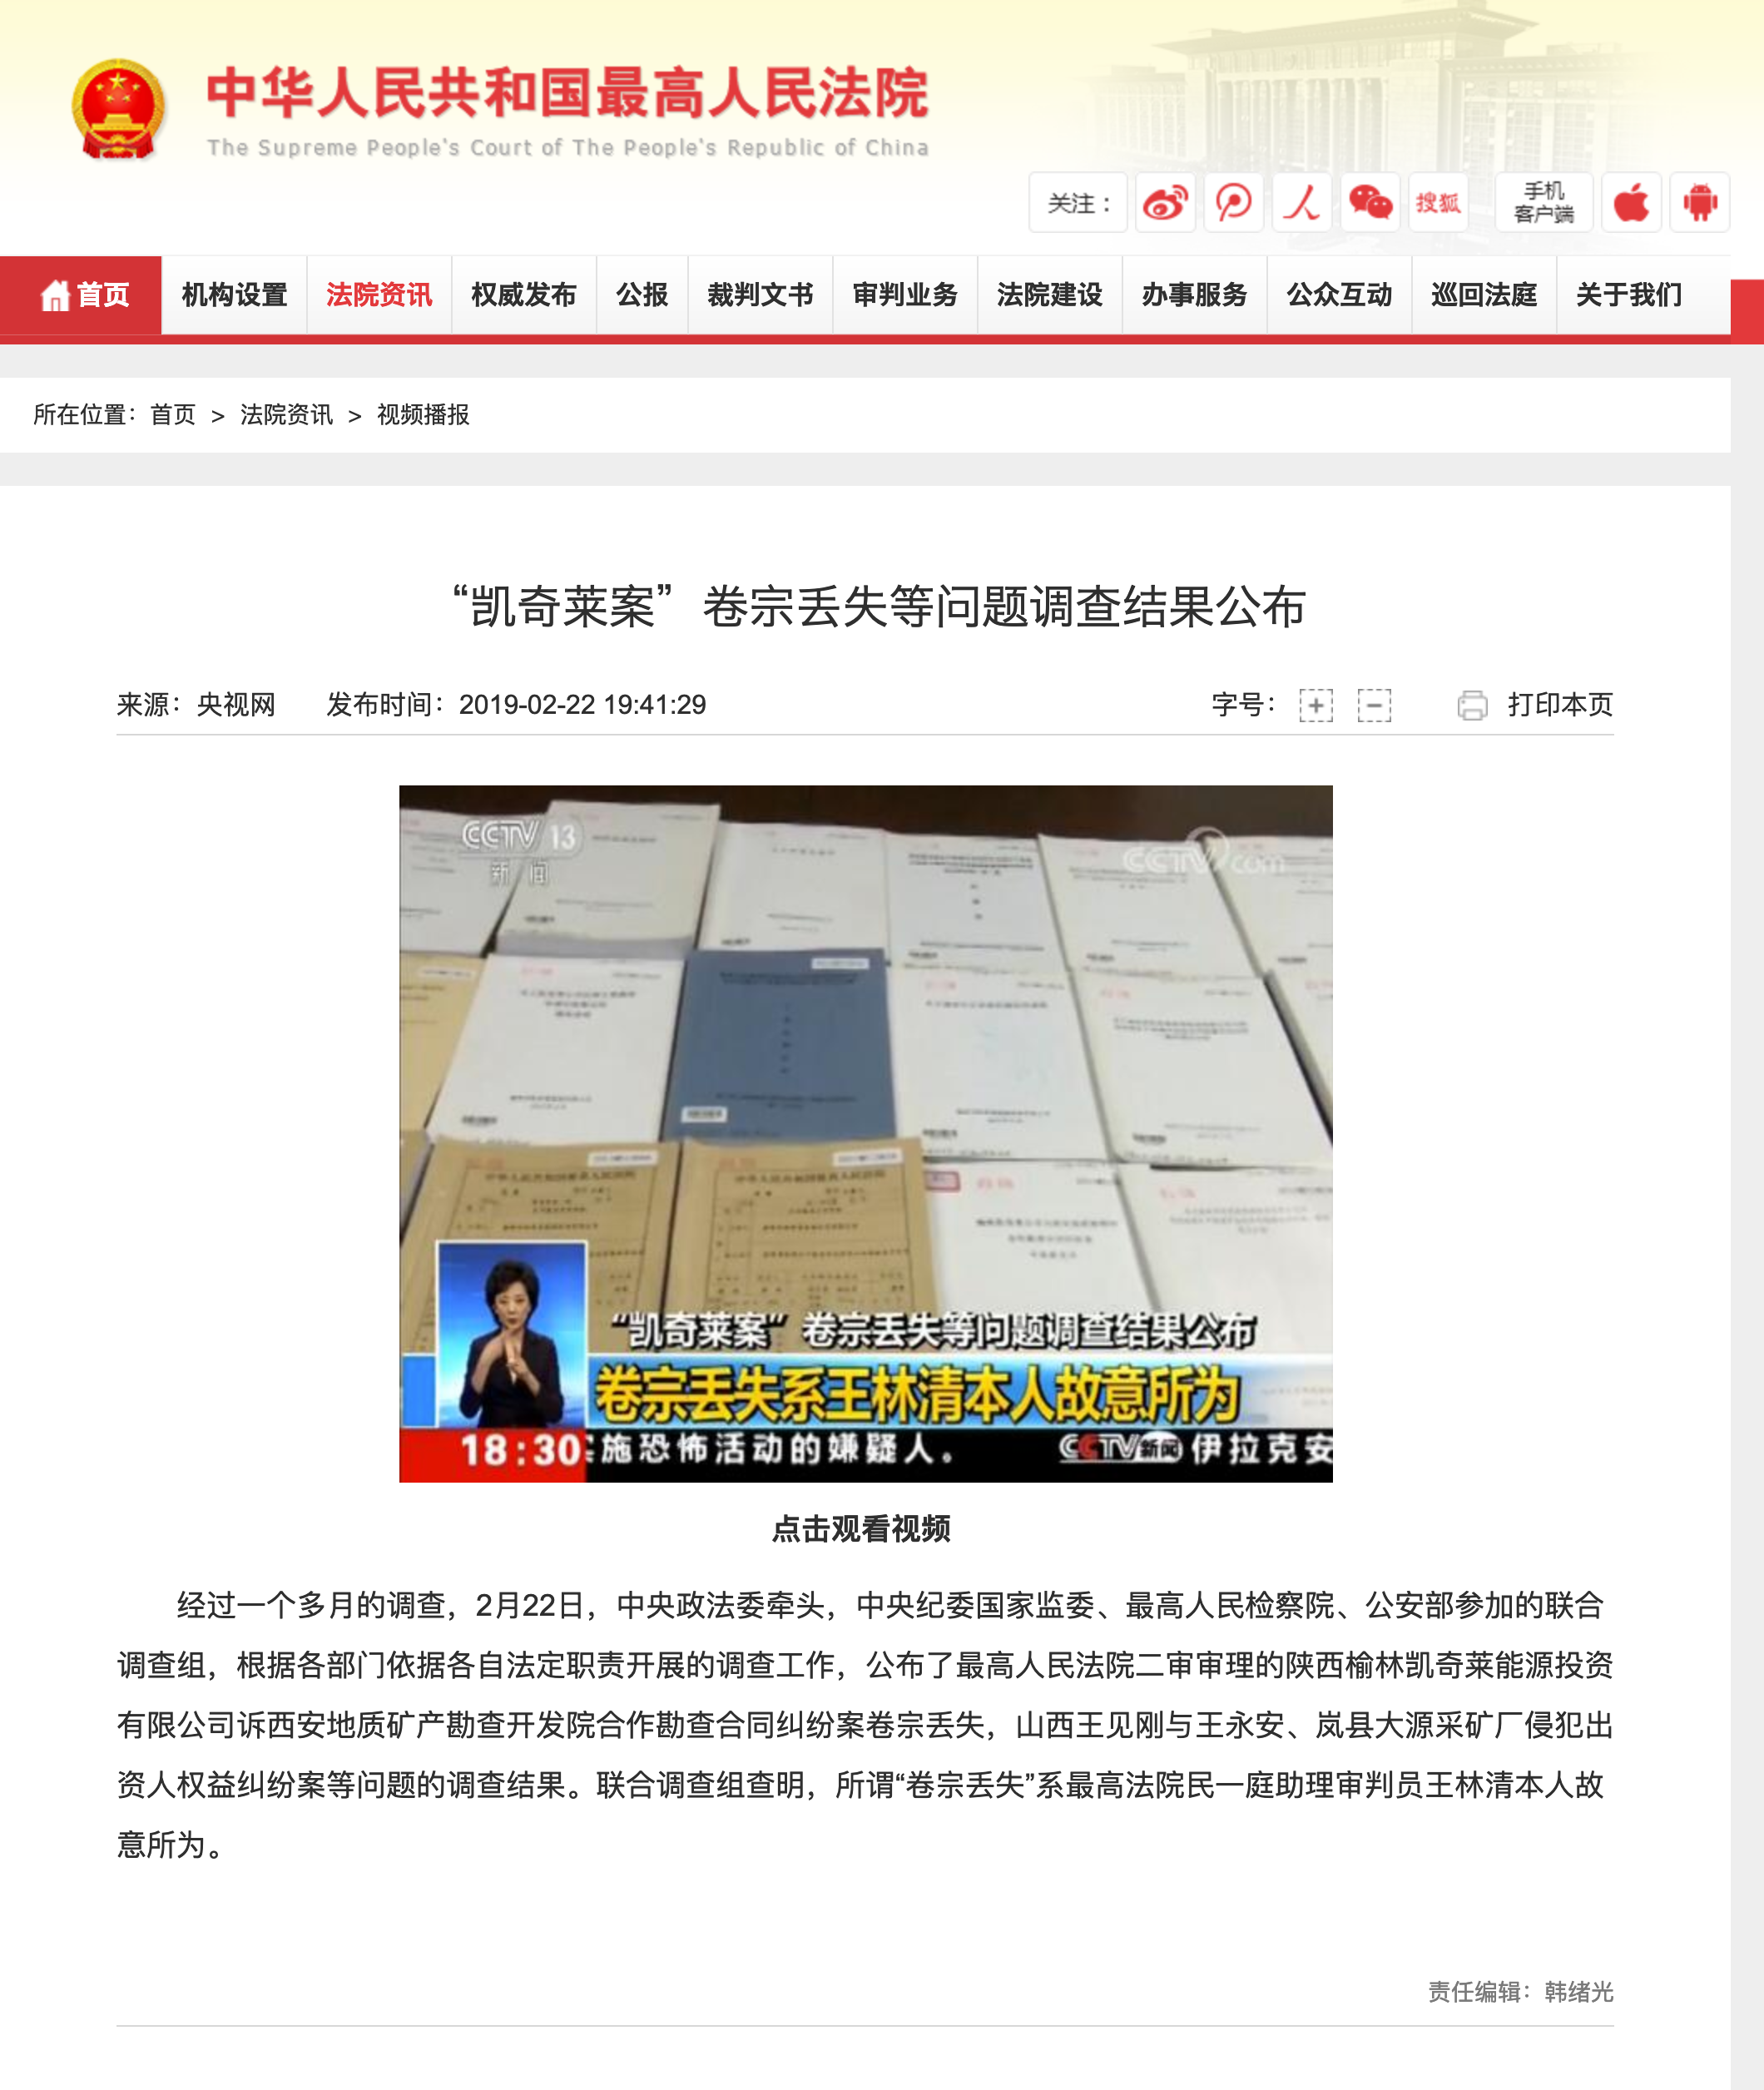 中华人民共和国最高人民法院
The Supreme People's Court of The People's Republic of China
关注：
搜狐
手机
客户端
首页 机构设置 法院资讯 权威发布 公报 裁判文书 审判业务 法院建设 办事服务 公众互动 巡回法庭 关于我们
所在位置：首页 > 法院资讯 > 视频播报
“凯奇莱案”卷宗丢失等问题调查结果公布
来源：央视网 发布时间：2019-02-22 19:41:29 字号： 打印本页
CCTV 13
新闻
CCTV.com
“凯奇莱案”卷宗丢失等问题调查结果公布
卷宗丢失系王林清本人故意所为
18:30 施恐怖活动的嫌疑人。 CCTV新闻 伊拉克安
点击观看视频
经过一个多月的调查，2月22日，中央政法委牵头，中央纪委国家监委、最高人民检察院、公安部参加的联合
调查组，根据各部门依据各自法定职责开展的调查工作，公布了最高人民法院二审审理的陕西榆林凯奇莱能源投资
有限公司诉西安地质矿产勘查开发院合作勘查合同纠纷案卷宗丢失，山西王见刚与王永安、岚县大源采矿厂侵犯出
资人权益纠纷案等问题的调查结果。联合调查组查明，所谓“卷宗丢失”系最高法院民一庭助理审判员王林清本人故
意所为。
责任编辑：韩绪光